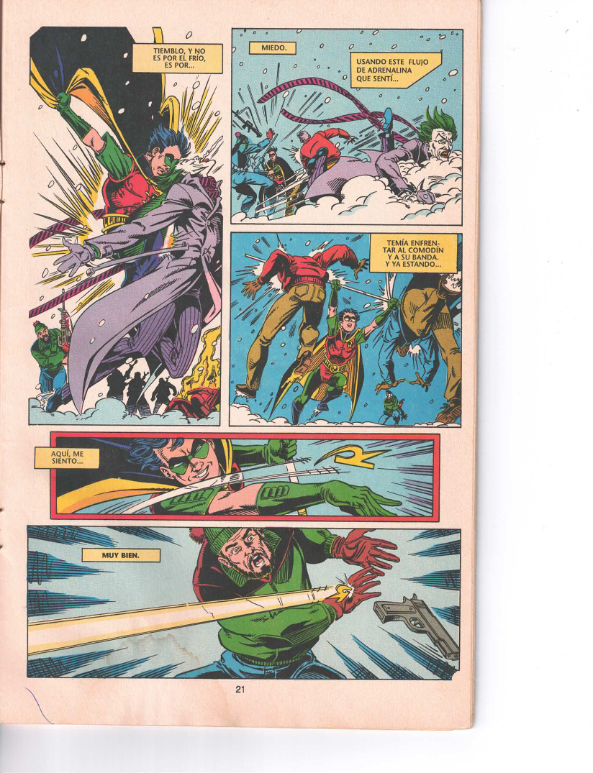 TIEMBLO, Y NO
ES POR EL FRÍO,
ES POR...
MIEDO.
USANDO ESTE FLUJO
DE ADRENALINA
QUE SENTÍ...
TEMÍA ENFREN-
TAR AL COMODÍN
Y A SU BANDA.
Y YA ESTANDO...
AQUÍ, ME
SIENTO...
MUY BIEN.
21